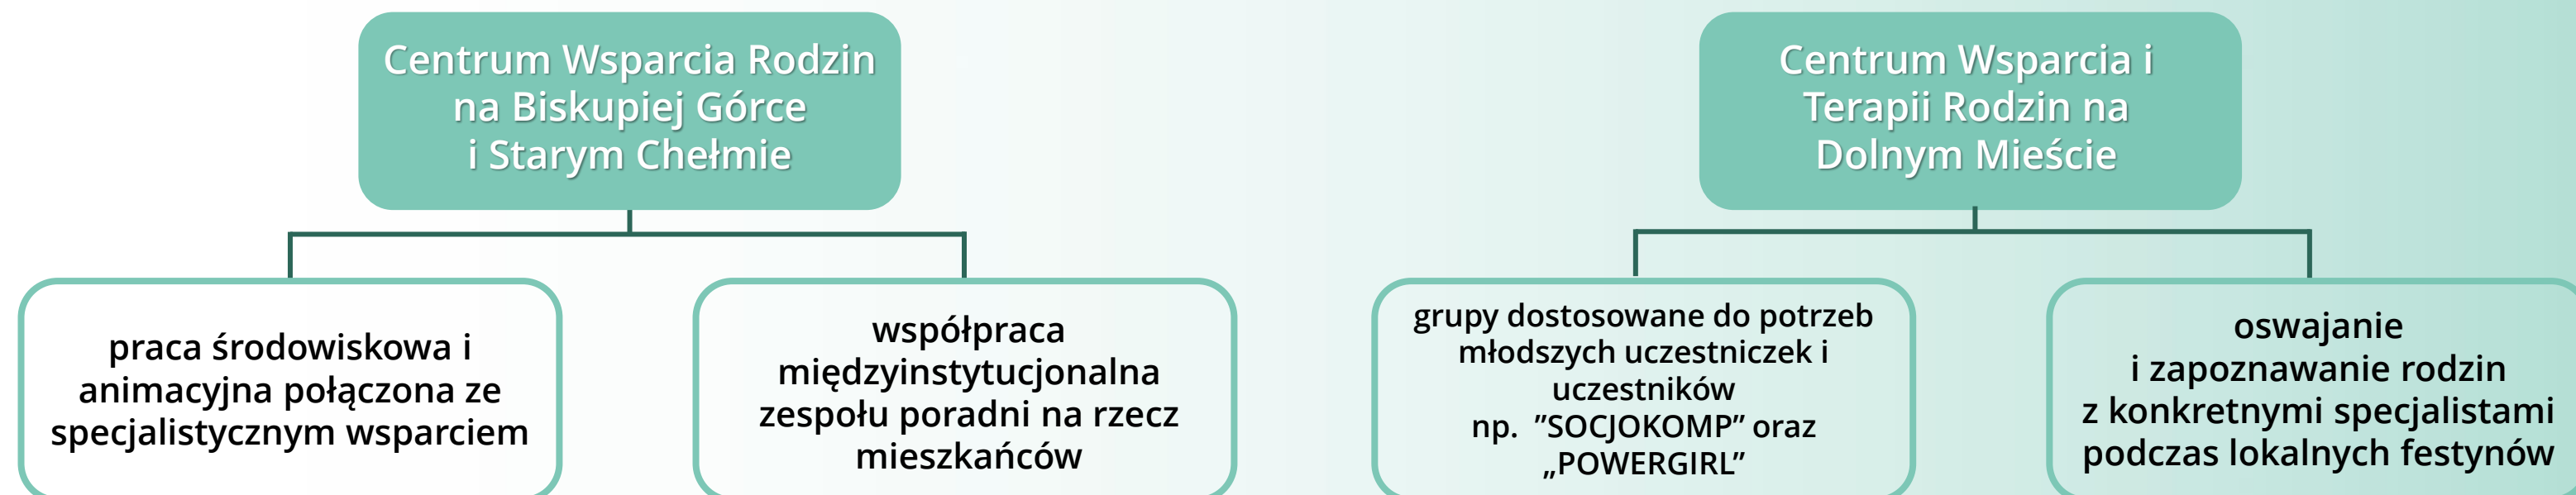 Centrum Wsparcia Rodzin
na Biskupiej Górce
i Starym Chełmie
Centrum Wsparcia i
Terapii Rodzin na
Dolnym Mieście
praca środowiskowa i
animacyjna połączona ze
specjalistycznym wsparciem
współpraca
międzyinstytucjonalna
zespołu poradni na rzecz
mieszkańców
grupy dostosowane do potrzeb
młodszych uczestniczek i
uczestników
np. ”SOCJOKOMP” oraz
„POWERGIRL”
oswajanie
i zapoznawanie rodzin
z konkretnymi specjalistami
podczas lokalnych festynów